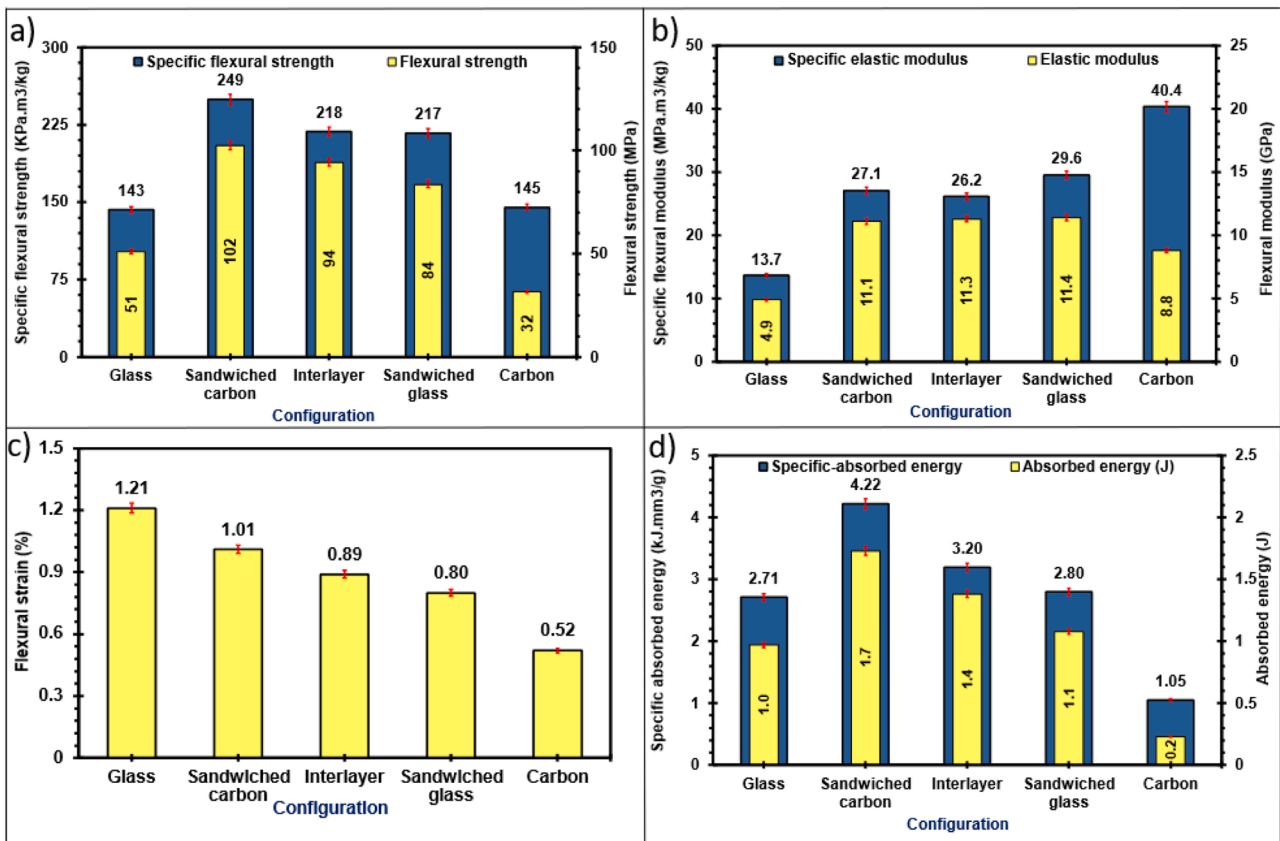 a)
Specific flexural strength (KPa.m3/kg)
300
225
150
75
0
Specific flexural strength
Flexural strength
143
249
218
217
145
51
102
94
84
32
150
100
50
0
Flexural strength (MPa)
Glass
Sandwiched carbon
Interlayer
Sandwiched glass
Carbon
Configuration
b)
Specific flexural modulus (MPa.m3/kg)
50
40
30
20
10
0
Specific elastic modulus
Elastic modulus
13.7
27.1
26.2
29.6
40.4
4.9
11.1
11.3
11.4
8.8
25
20
15
10
5
0
Flexural modulus (GPa)
Glass
Sandwiched carbon
Interlayer
Sandwiched glass
Carbon
Configuration
c)
Flexural strain (%)
1.5
1.2
0.9
0.6
0.3
0
1.21
1.01
0.89
0.80
0.52
Glass
Sandwiched carbon
Interlayer
Sandwiched glass
Carbon
Configuration
d)
Specific absorbed energy (kJ.mm3/g)
5
4
3
2
1
0
Specific-absorbed energy
Absorbed energy (J)
2.71
4.22
3.20
2.80
1.05
1.0
1.7
1.4
1.1
0.2
2.5
2
1.5
1
0.5
0
Absorbed energy (J)
Glass
Sandwiched carbon
Interlayer
Sandwiched glass
Carbon
Configuration